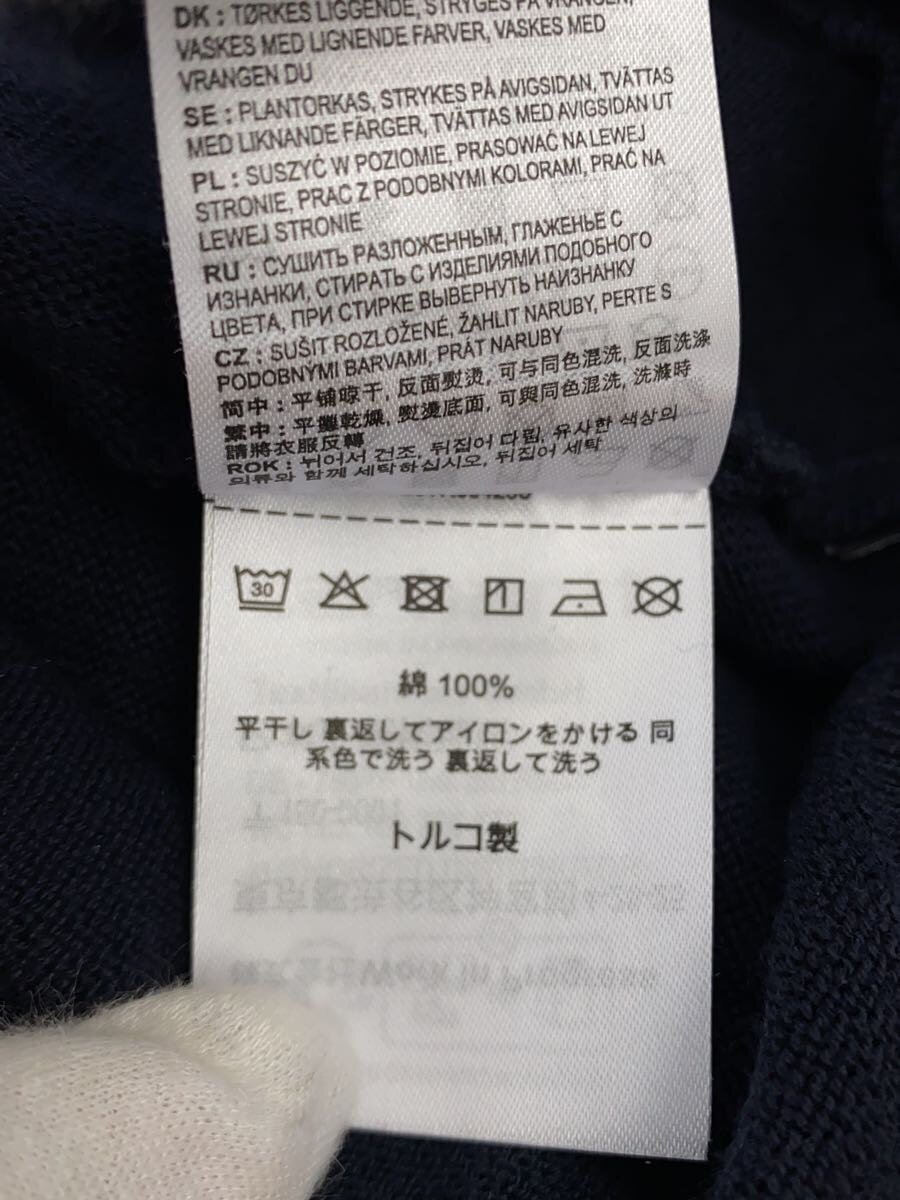 DK : TØRKES LIGGENDE, STRYGES PÅ VRANGEN,
VASKES MED LIGNENDE FARVER, VASKES MED
VRANGEN DU
SE : PLANTORKAS, STRYKES PÅ AVIGSIDAN, TVÄTTAS
MED LIKNANDE FÄRGER, TVÄTTAS MED AVIGSIDAN UT
PL : SUSZYĆ W POZIOMIE, PRASOWAĆ NA LEWEJ
STRONIE, PRAC Z PODOBNYMI KOLORAMI, PRAĆ NA
LEWEJ STRONIE
RU : СУШИТЬ РАЗЛОЖЕННЫМ, ГЛАЖЕНЬЕ С
ИЗНАНКИ, СТИРАТЬ С ИЗДЕЛИЯМИ ПОДОБНОГО
ЦВЕТА, ПРИ СТИРКЕ ВЫВЕРНУТЬ НАИЗНАНКУ
CZ : SUŠIT ROZLOŽENÉ, ŽAHLIT NARUBY, PERTE S
PODOBNÝMI BARVAMI, PRÁT NARUBY
简中 : 平铺晾干, 反面熨烫, 可与同色混洗, 反面洗涤
繁中 : 平攤乾燥, 熨燙底面, 可與同色混洗, 洗滌時
請將衣服反轉
ROK : 뉘어서 건조, 뒤집어 다림, 유사한 색상의
의류와 함께 세탁하십시오, 뒤집어 세탁
30
綿 100%
平干し 裏返してアイロンをかける 同
系色で洗う 裏返して洗う
トルコ製